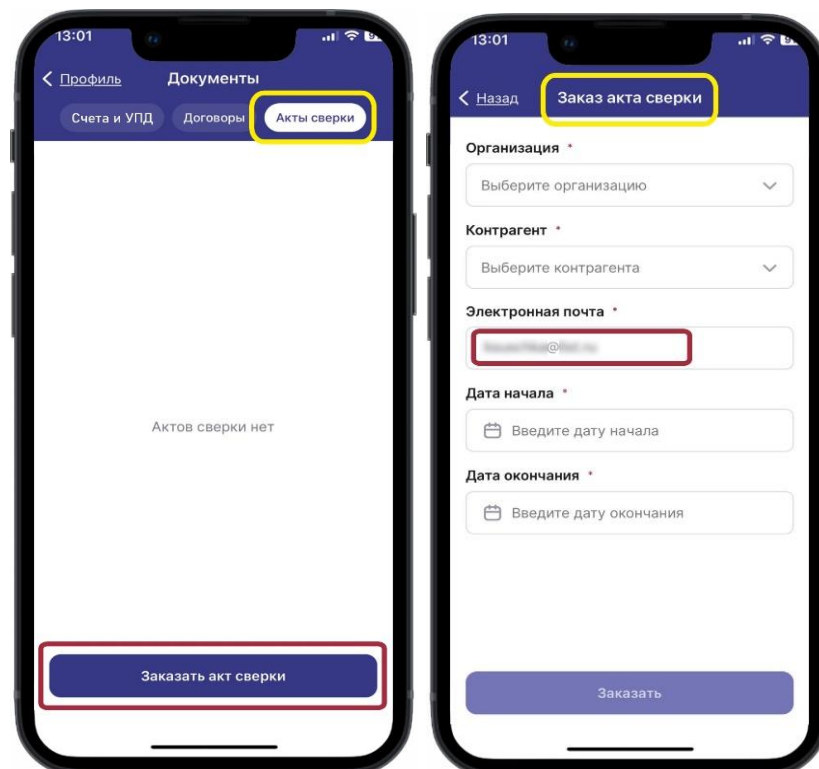 13:01
Профиль
Документы
Счета и УПД
Договоры
Акты сверки
Актов сверки нет
Заказать акт сверки
13:01
Назад
Заказ акта сверки
Организация *
Выберите организацию
Контрагент *
Выберите контрагента
Электронная почта *
Дата начала *
Введите дату начала
Дата окончания *
Введите дату окончания
Заказать